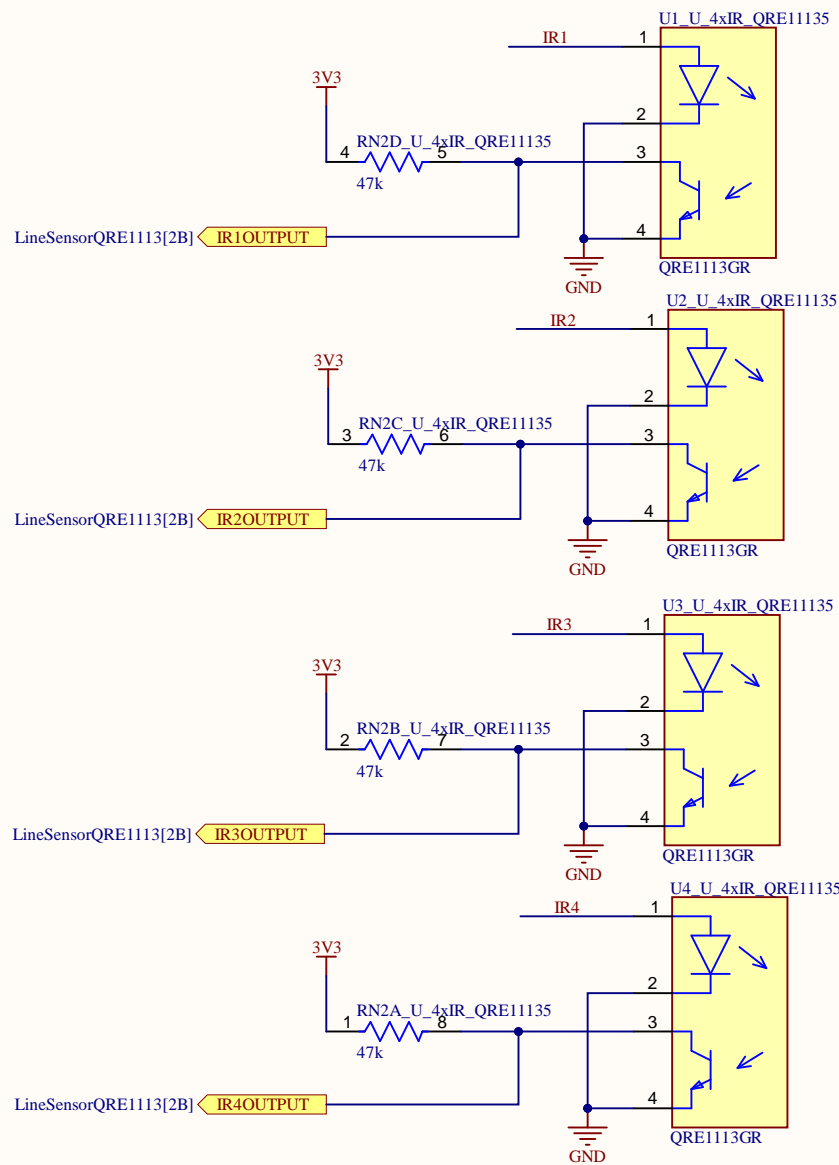 U1_U_4xIR_QRE11135
IR1
1
3V3
2
RN2D_U_4xIR_QRE11135
4
5
3
47k
LineSensorQRE1113[2B]
IR1OUTPUT
4
GND
QRE1113GR
U2_U_4xIR_QRE11135
IR2
1
3V3
2
RN2C_U_4xIR_QRE11135
3
6
3
47k
LineSensorQRE1113[2B]
IR2OUTPUT
4
GND
QRE1113GR
U3_U_4xIR_QRE11135
IR3
1
3V3
2
RN2B_U_4xIR_QRE11135
2
7
3
47k
LineSensorQRE1113[2B]
IR3OUTPUT
4
GND
QRE1113GR
U4_U_4xIR_QRE11135
IR4
1
3V3
2
RN2A_U_4xIR_QRE11135
1
8
3
47k
LineSensorQRE1113[2B]
IR4OUTPUT
4
GND
QRE1113GR